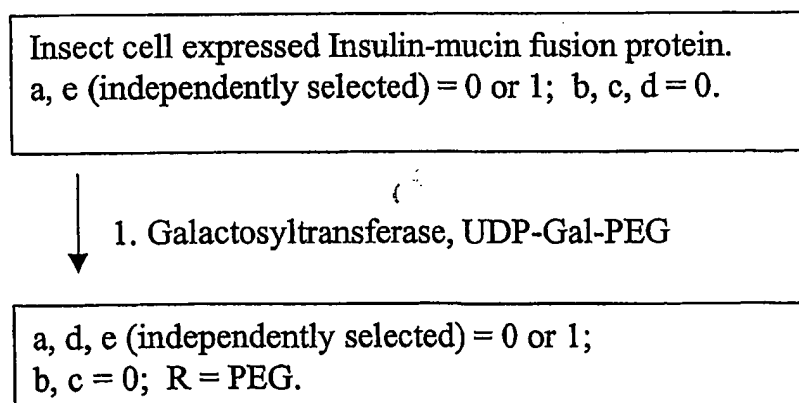 Insect cell expressed Insulin-mucin fusion protein.
a, e (independently selected) = 0 or 1; b, c, d = 0.
1. Galactosyltransferase, UDP-Gal-PEG
a, d, e (independently selected) = 0 or 1;
b, c = 0; R = PEG.